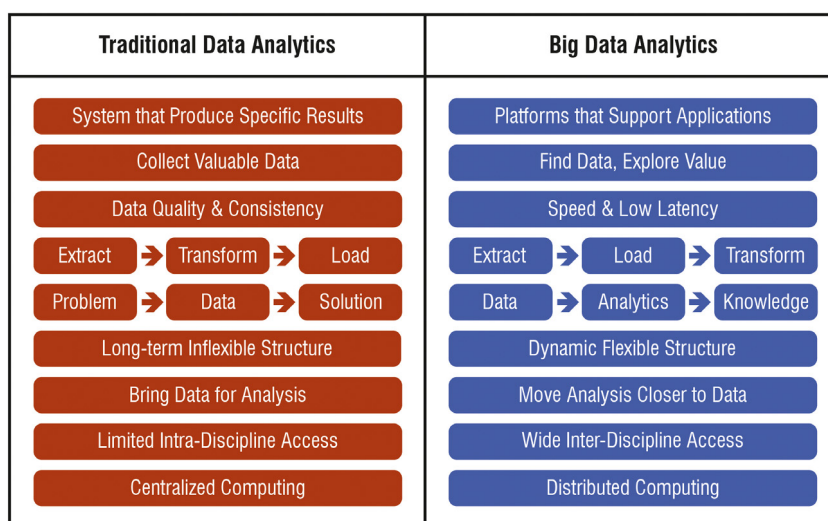 Traditional Data Analytics
Big Data Analytics
System that Produce Specific Results
Platforms that Support Applications
Collect Valuable Data
Find Data, Explore Value
Data Quality & Consistency
Speed & Low Latency
Extract Transform Load
Extract Load Transform
Problem Data Solution
Data Analytics Knowledge
Long-term Inflexible Structure
Dynamic Flexible Structure
Bring Data for Analysis
Move Analysis Closer to Data
Limited Intra-Discipline Access
Wide Inter-Discipline Access
Centralized Computing
Distributed Computing